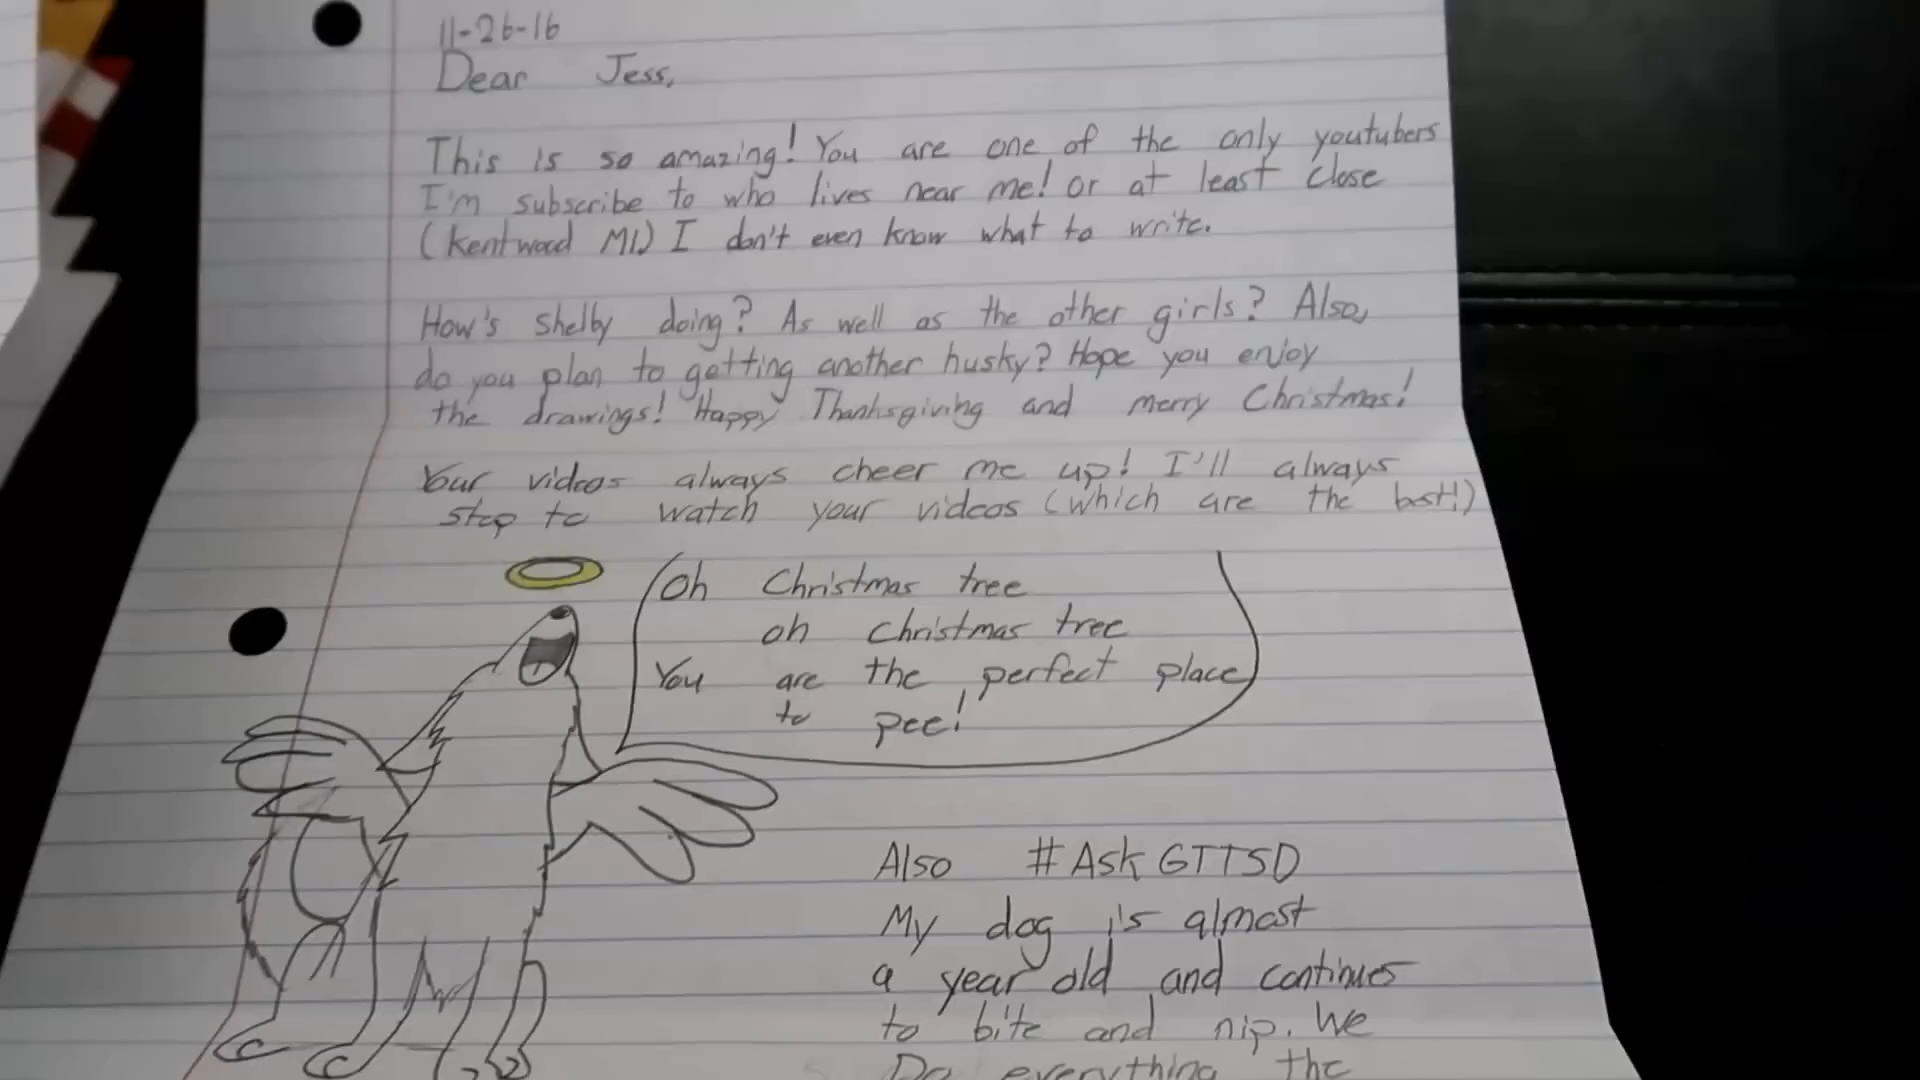 11-26-16
Dear Jess,
This is so amazing! You are one of the only youtubers
I'm subscribe to who lives near me! or at least close
(Kentwood MI) I don't even know what to write.
How's Shelby doing? As well as the other girls? Also,
do you plan to getting another husky? Hope you enjoy
the drawings! Happy Thanksgiving and merry Christmas!
Your videos always cheer me up! I'll always
stop to watch your videos (which are the best!)
Oh Christmas tree
oh Christmas tree
You are the perfect place
to pee!
Also #AskGTTSD
My dog is almost
a year old and continues
to bite and nip. We
Do everything the